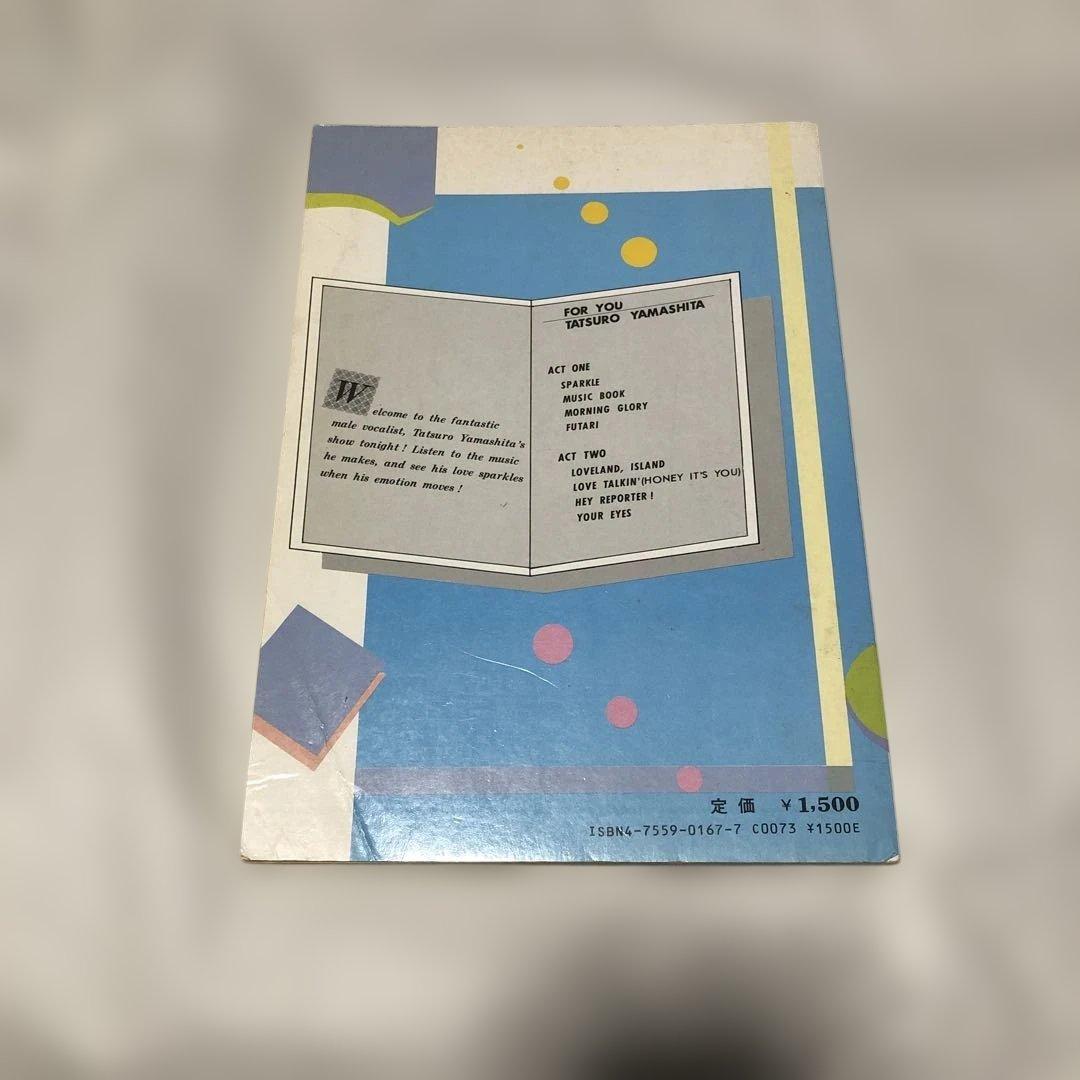 Welcome to the fantastic
male vocalist, Tatsuro Yamashita's
show tonight! Listen to the music
he makes, and see his love sparkles
when his emotion moves!
FOR YOU
TATSURO YAMASHITA
ACT ONE
SPARKLE
MUSIC BOOK
MORNING GLORY
FUTARI
ACT TWO
LOVELAND, ISLAND
LOVE TALKIN'(HONEY IT'S YOU)
HEY REPORTER!
YOUR EYES
定価 ¥1,500
ISBN4-7559-0167-7 C0073 ¥1500E